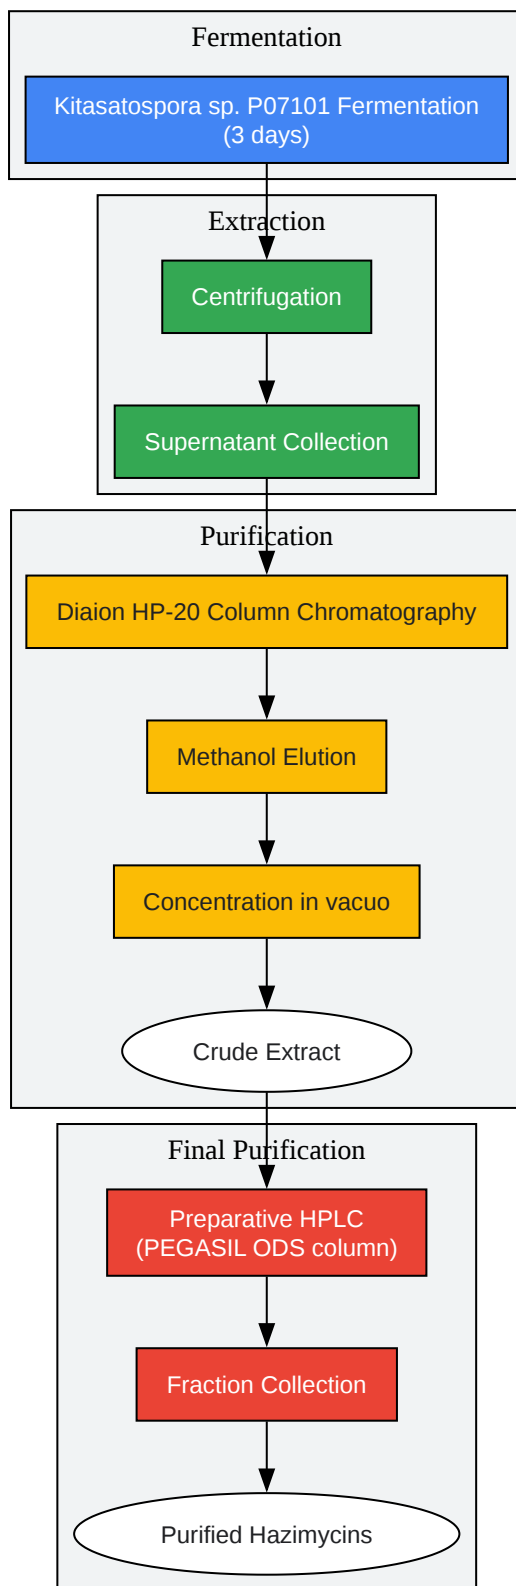 Fermentation
Kitasatospora sp. P07101 Fermentation
(3 days)
Extraction
Centrifugation
Supernatant Collection
Purification
Diaion HP-20 Column Chromatography
Methanol Elution
Concentration in vacuo
Crude Extract
Final Purification
Preparative HPLC
(PEGASIL ODS column)
Fraction Collection
Purified Hazimycins